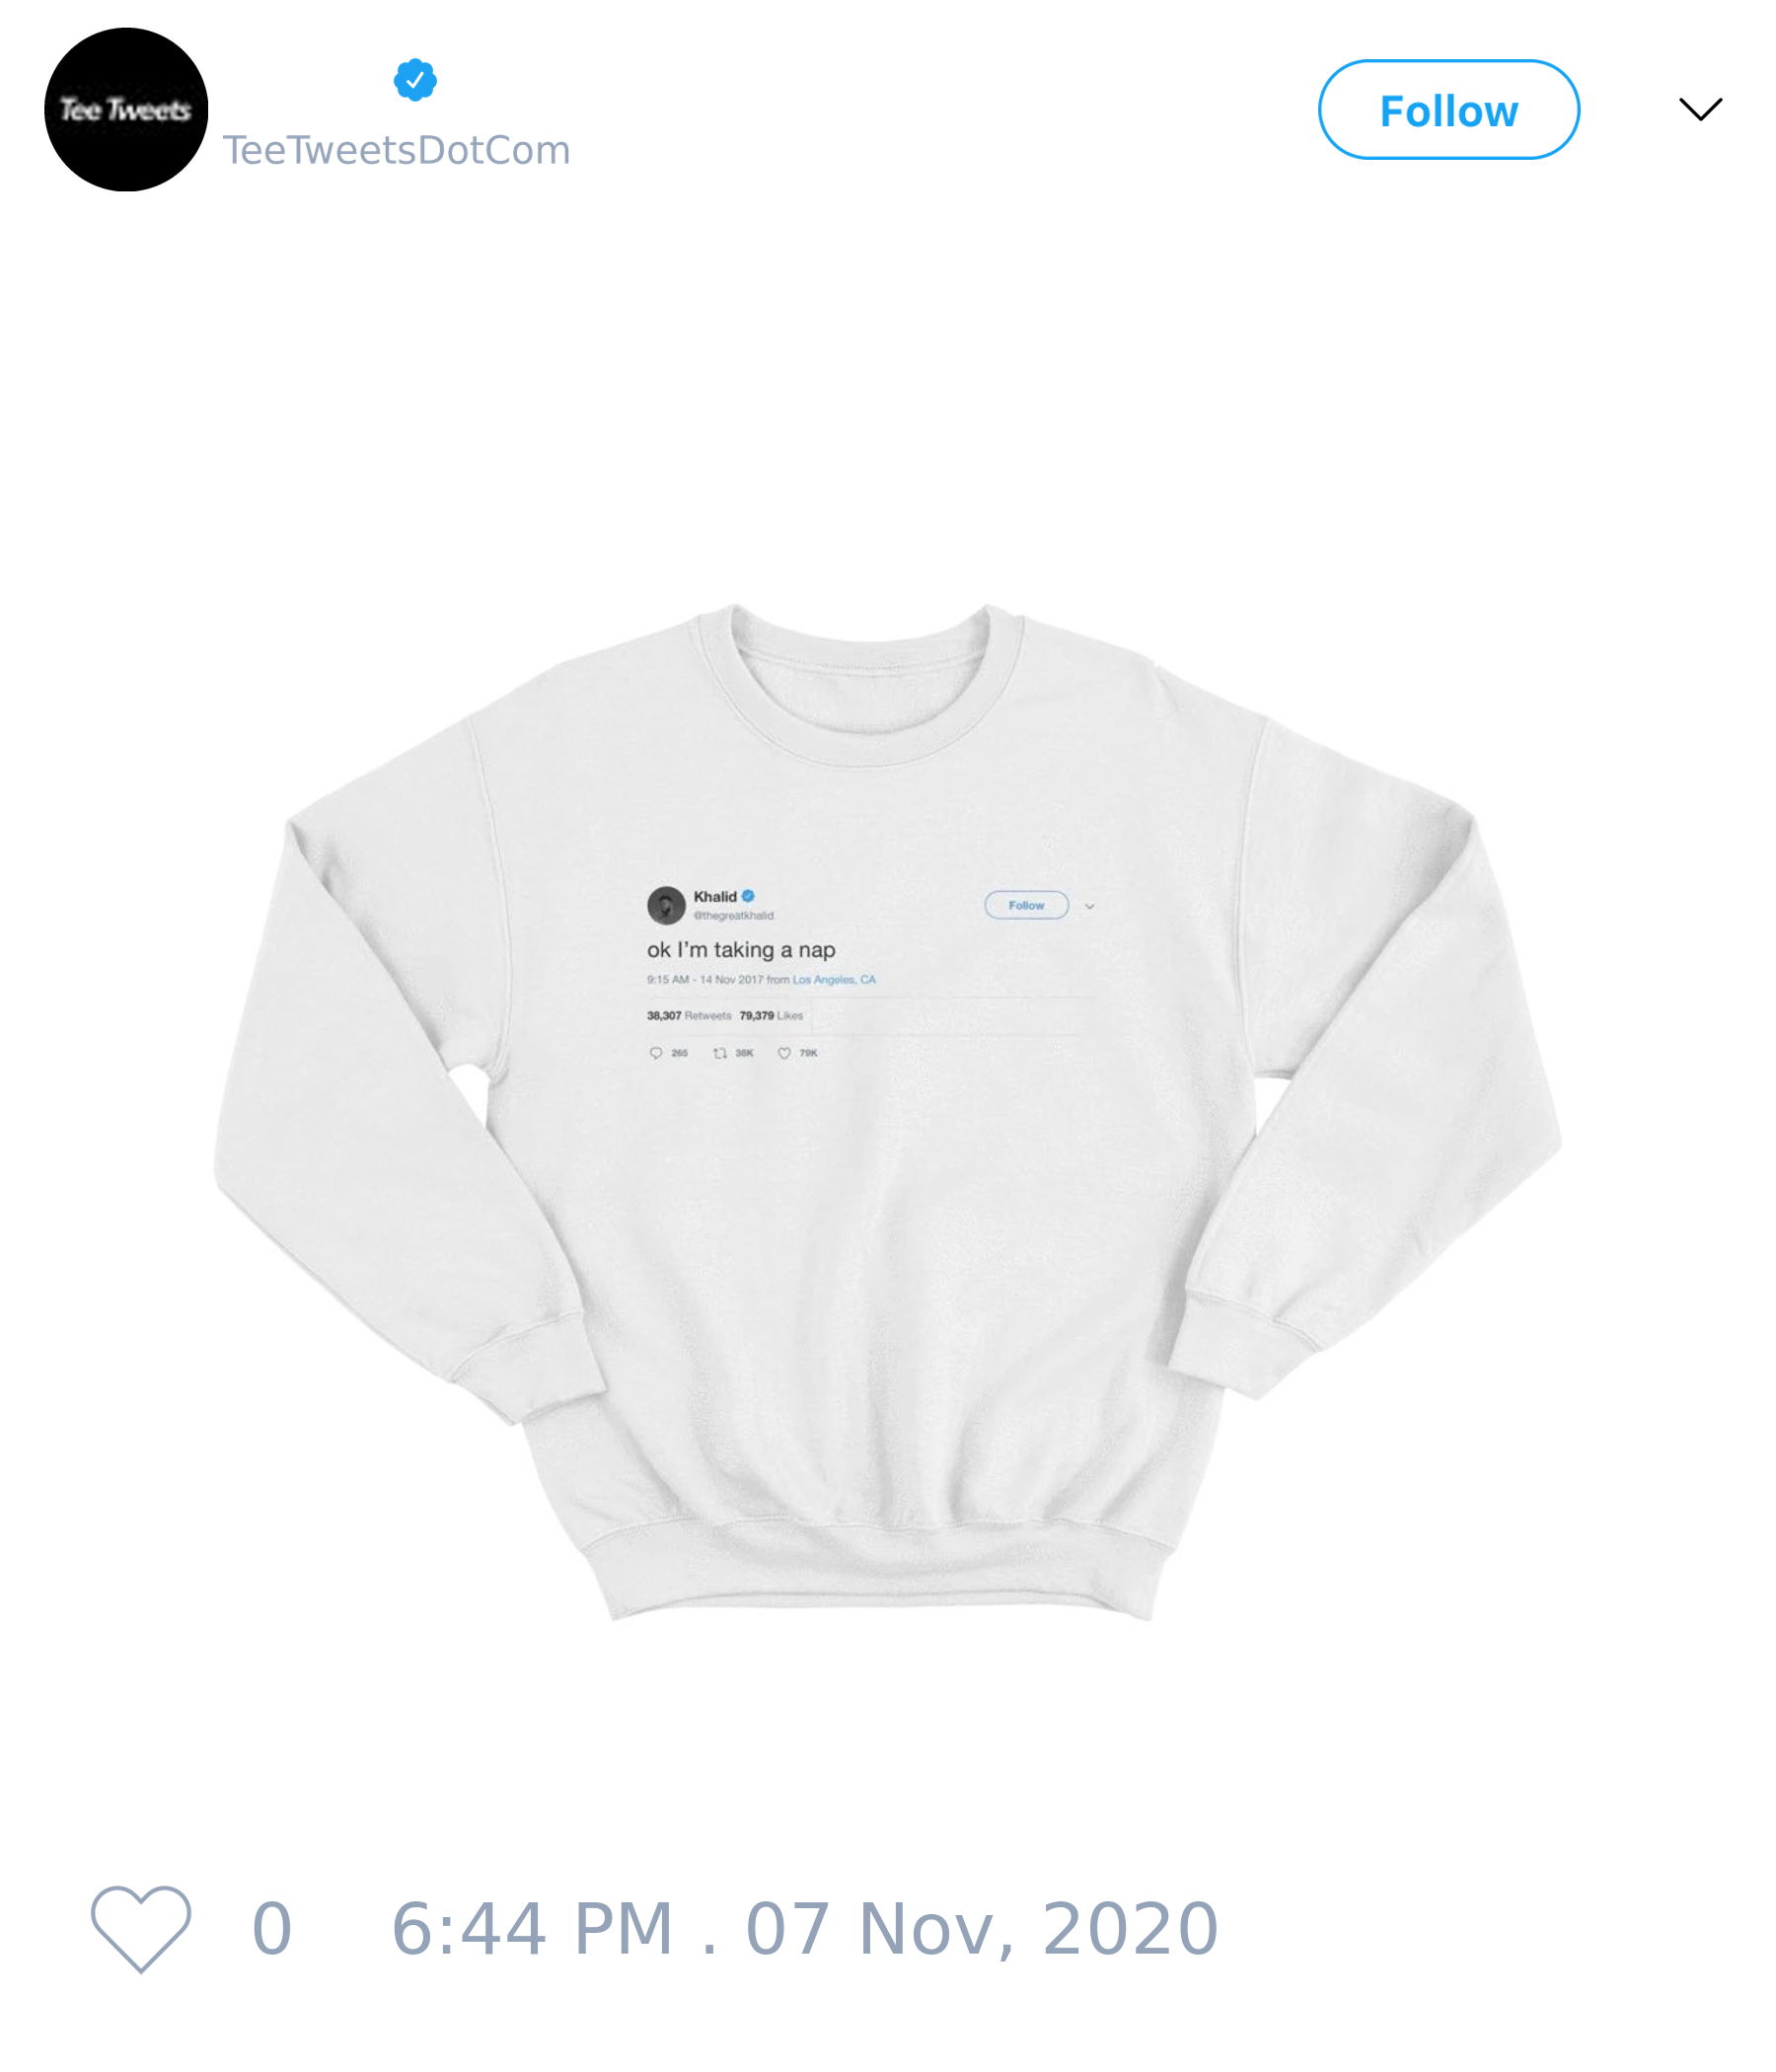 Tee Tweets
TeeTweetsDotCom
Follow
Khalid
@thegreatkhalid
Follow
ok I'm taking a nap
9:15 AM - 14 Nov 2017 from Los Angeles, CA
38,307 Retweets 79,379 Likes
265 38K 79K
0 6:44 PM . 07 Nov, 2020